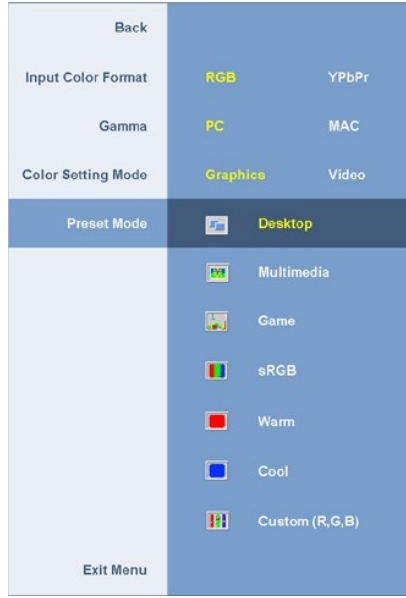 Back
Input Color Format RGB YPbPr
Gamma PC MAC
Color Setting Mode Graphics Video
Preset Mode Desktop
Multimedia
Game
sRGB
Warm
Cool
Custom (R,G,B)
Exit Menu